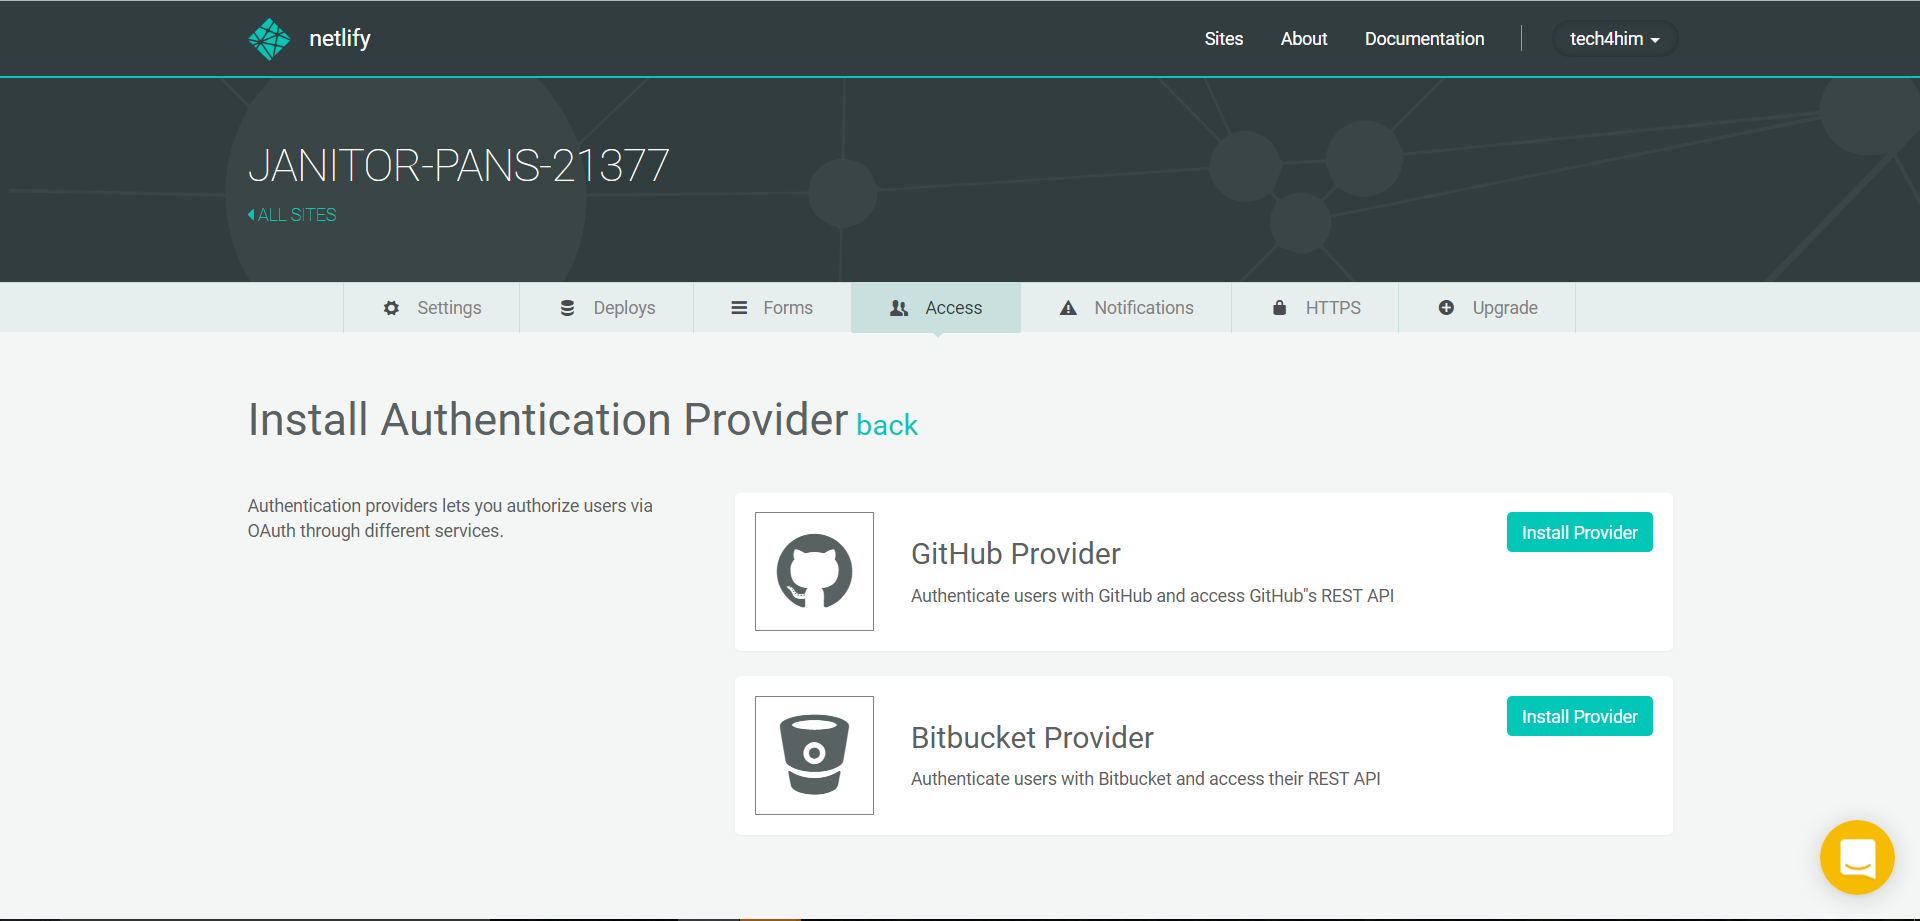 netlify
Sites
About
Documentation
tech4him
JANITOR-PANS-21377
ALL SITES
Settings
Deploys
Forms
Access
Notifications
HTTPS
Upgrade
Install Authentication Provider back
Authentication providers lets you authorize users via
OAuth through different services.
GitHub Provider
Install Provider
Authenticate users with GitHub and access GitHub"s REST API
Bitbucket Provider
Install Provider
Authenticate users with Bitbucket and access their REST API